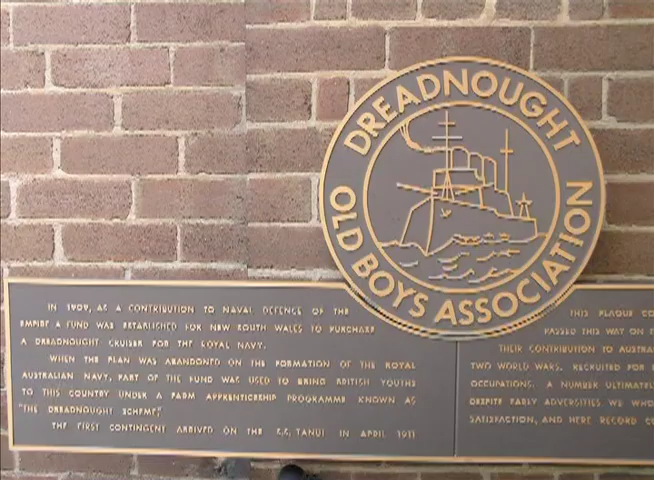 DREADNOUGHT
OLD BOYS ASSOCIATION
IN 1909, AS A CONTRIBUTION TO NAVAL DEFENCE OF THE
EMPIRE A FUND WAS ESTABLISHED FOR NEW SOUTH WALES TO PURCHASE
A DREADNOUGHT CRUISER FOR THE ROYAL NAVY.
WHEN THE PLAN WAS ABANDONED ON THE FORMATION OF THE ROYAL
AUSTRALIAN NAVY, PART OF THE FUND WAS USED TO BRING BRITISH YOUTHS
TO THIS COUNTRY UNDER A FARM APPRENTICESHIP PROGRAMME KNOWN AS
"THE DREADNOUGHT SCHEME."
THE FIRST CONTINGENT ARRIVED ON THE S.S. TANUI IN APRIL 1911
THIS PLAQUE CO
PASSED THIS WAY ON
THEIR CONTRIBUTION TO AUSTRA
TWO WORLD WARS. RECRUITED FOR
OCCUPATIONS. A NUMBER ULTIMATEL
DESPITE EARLY ADVERSITIES WE WHO
SATISFACTION, AND HERE RECORD CO